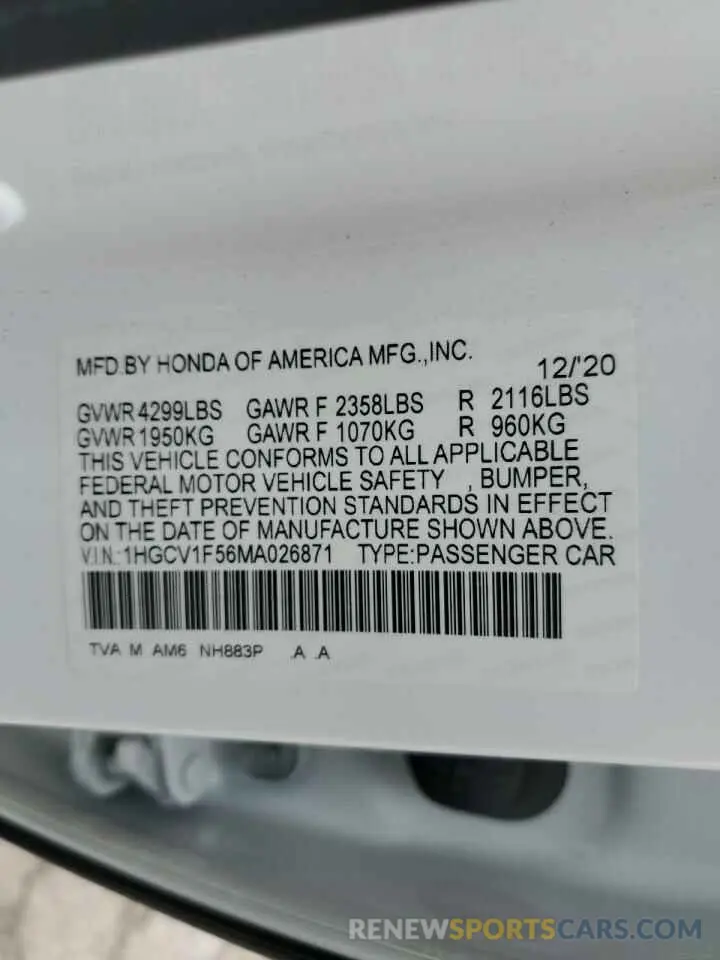 MFD.BY HONDA OF AMERICA MFG.,INC. 12/'20
GVWR 4299LBS GAWR F 2358LBS R 2116LBS
GVWR 1950KG GAWR F 1070KG R 960KG
THIS VEHICLE CONFORMS TO ALL APPLICABLE
FEDERAL MOTOR VEHICLE SAFETY , BUMPER,
AND THEFT PREVENTION STANDARDS IN EFFECT
ON THE DATE OF MANUFACTURE SHOWN ABOVE.
V.I.N.:1HGCV1F56MA026871 TYPE:PASSENGER CAR
TVA M AM6 NH883P .A .A
RENEWSPORTSCARS.COM